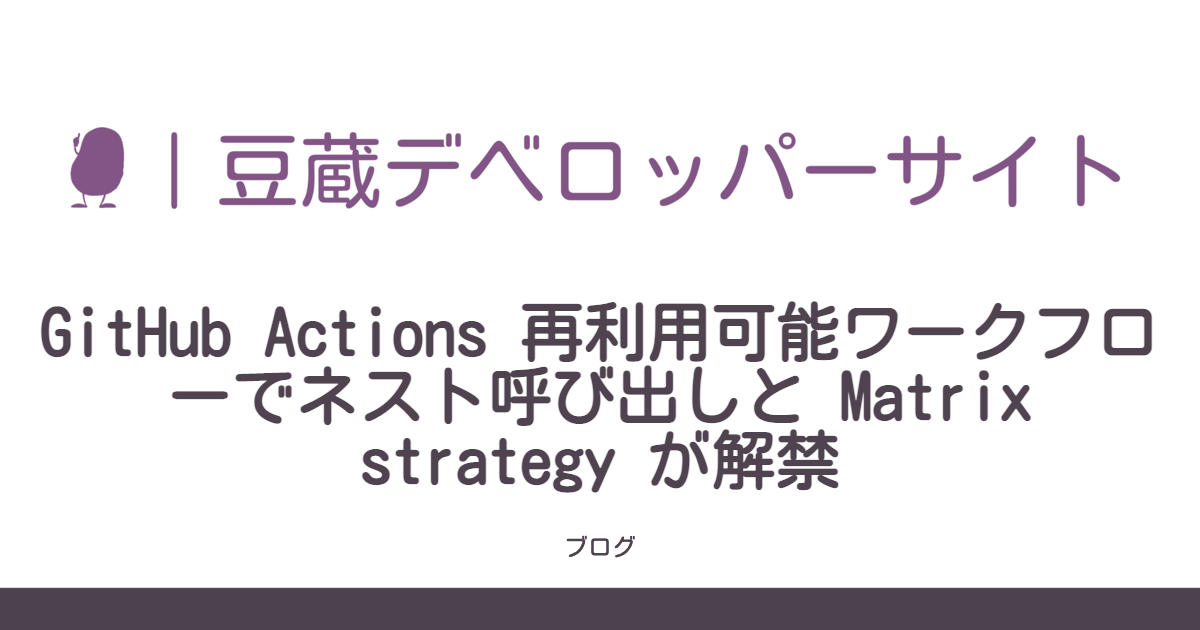 |豆蔵デベロッパーサイト
GitHub Actions 再利用可能ワークフロ
ーでネスト呼び出しと Matrix
strategy が解禁
ブログ